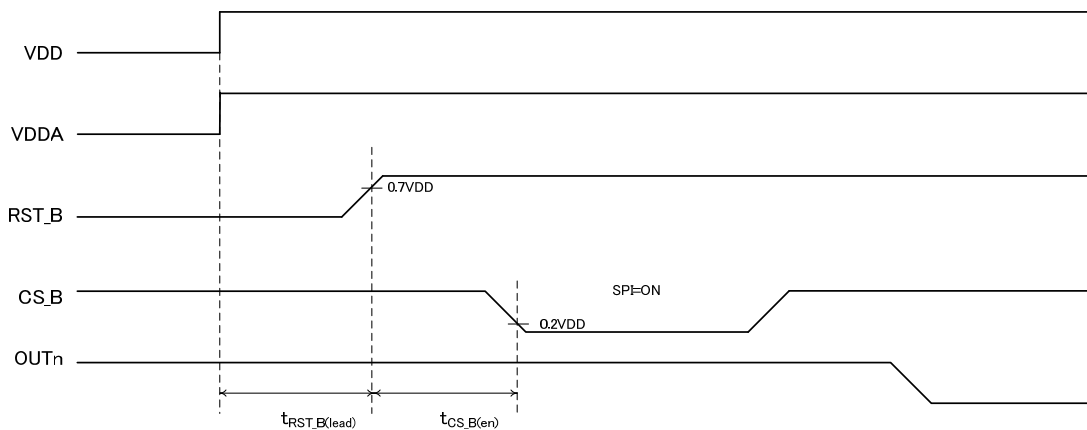 VDD
VDDA
0.7VDD
RST_B
SPI=ON
CS_B
0.2VDD
OUTn
tRST_B(lead)
tCS_B(en)